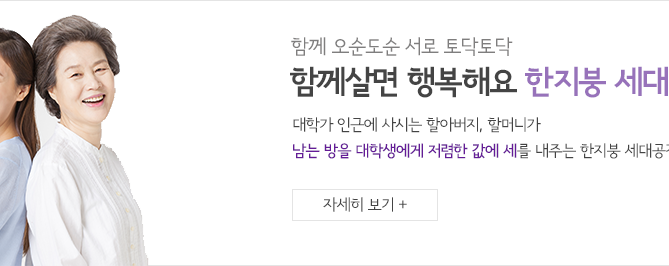 함께 오순도순 서로 토닥토닥
함께살면 행복해요 한지붕 세대
대학가 인근에 사시는 할아버지, 할머니가
남는 방을 대학생에게 저렴한 값에 세를 내주는 한지붕 세대공
자세히 보기 +